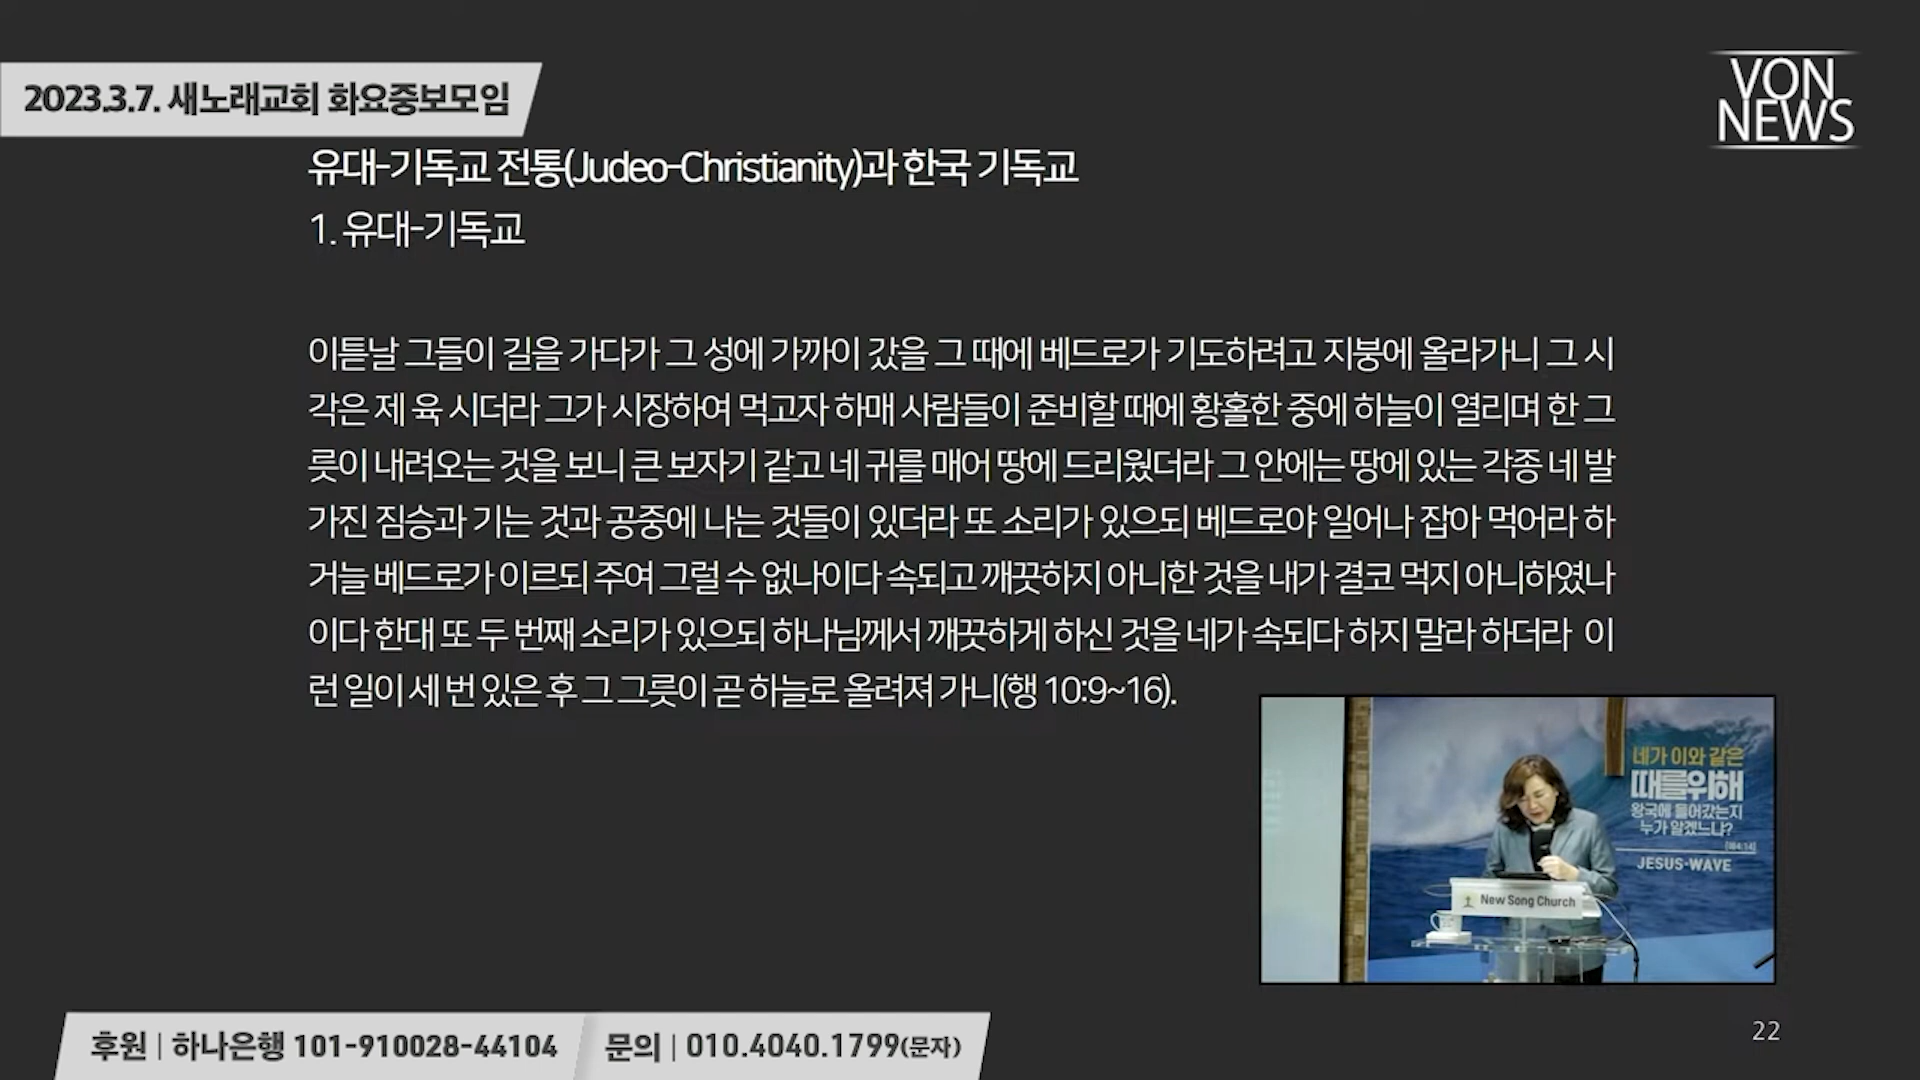 2023.3.7. 새노래교회 화요중보모임
VON
NEWS
유대-기독교 전통(Judeo-Christianity)과 한국 기독교
1. 유대-기독교
이튿날 그들이 길을 가다가 그 성에 가까이 갔을 그 때에 베드로가 기도하려고 지붕에 올라가니 그 시
각은 제 육 시더라 그가 시장하여 먹고자 하매 사람들이 준비할 때에 황홀한 중에 하늘이 열리며 한 그
릇이 내려오는 것을 보니 큰 보자기 같고 네 귀를 매어 땅에 드리웠더라 그 안에는 땅에 있는 각종 네 발
가진 짐승과 기는 것과 공중에 나는 것들이 있더라 또 소리가 있으되 베드로야 일어나 잡아 먹어라 하
거늘 베드로가 이르되 주여 그럴 수 없나이다 속되고 깨끗하지 아니한 것을 내가 결코 먹지 아니하였나
이다 한대 또 두 번째 소리가 있으되 하나님께서 깨끗하게 하신 것을 네가 속되다 하지 말라 하더라 이
런 일이 세 번 있은 후 그 그릇이 곧 하늘로 올려져 가니(행 10:9~16).
네가 이와 같은
때를위해
왕국에 들어갔는지
누가 알겠느냐?
JESUS·WAVE
New Song Church
후원 | 하나은행 101-910028-44104
문의 | 010.4040.1799(문자)
22